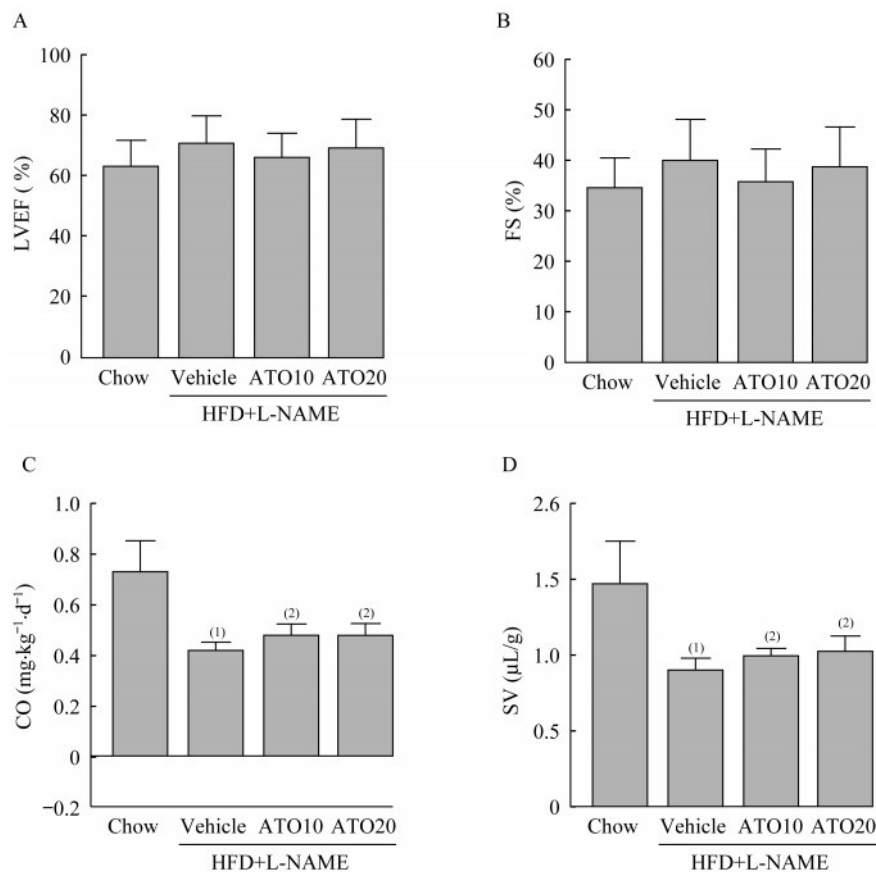 A
100
80
60
40
20
0
LVEF (%)
Chow
Vehicle ATO10 ATO20
HFD+L-NAME
B
60
50
40
30
20
10
0
FS (%)
Chow
Vehicle ATO10 ATO20
HFD+L-NAME
C
1.0
0.8
0.6
0.4
0.2
0
−0.2
CO (mg·kg⁻¹·d⁻¹)
(1) (2) (2)
Chow
Vehicle ATO10 ATO20
HFD+L-NAME
D
2.6
1.5
1.0
0.5
0
SV (μL/g)
(1) (2) (2)
Chow
Vehicle ATO10 ATO20
HFD+L-NAME